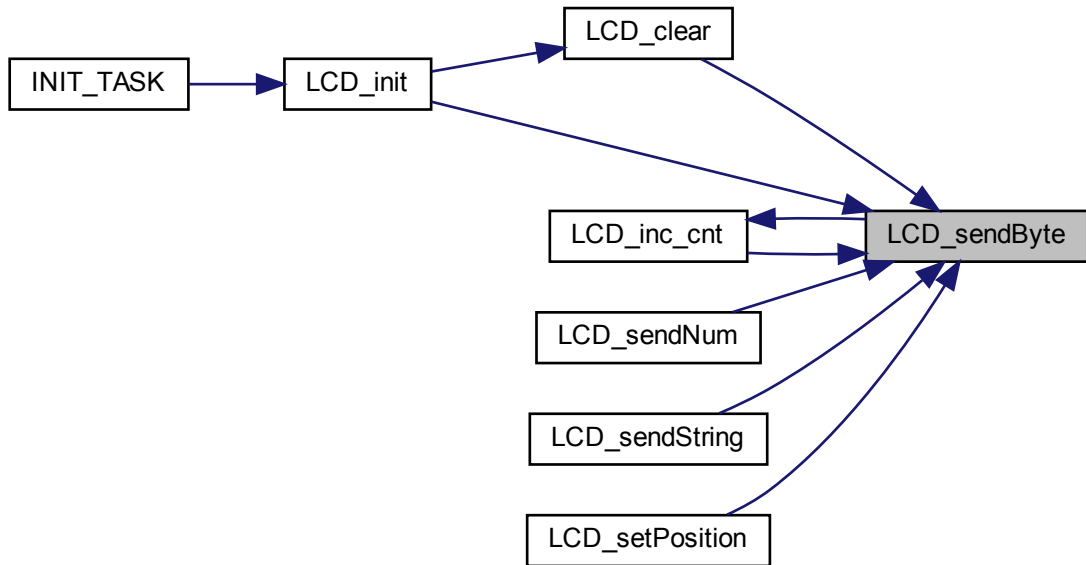 LCD_clear
INIT_TASK
LCD_init
LCD_inc_cnt
LCD_sendByte
LCD_sendNum
LCD_sendString
LCD_setPosition